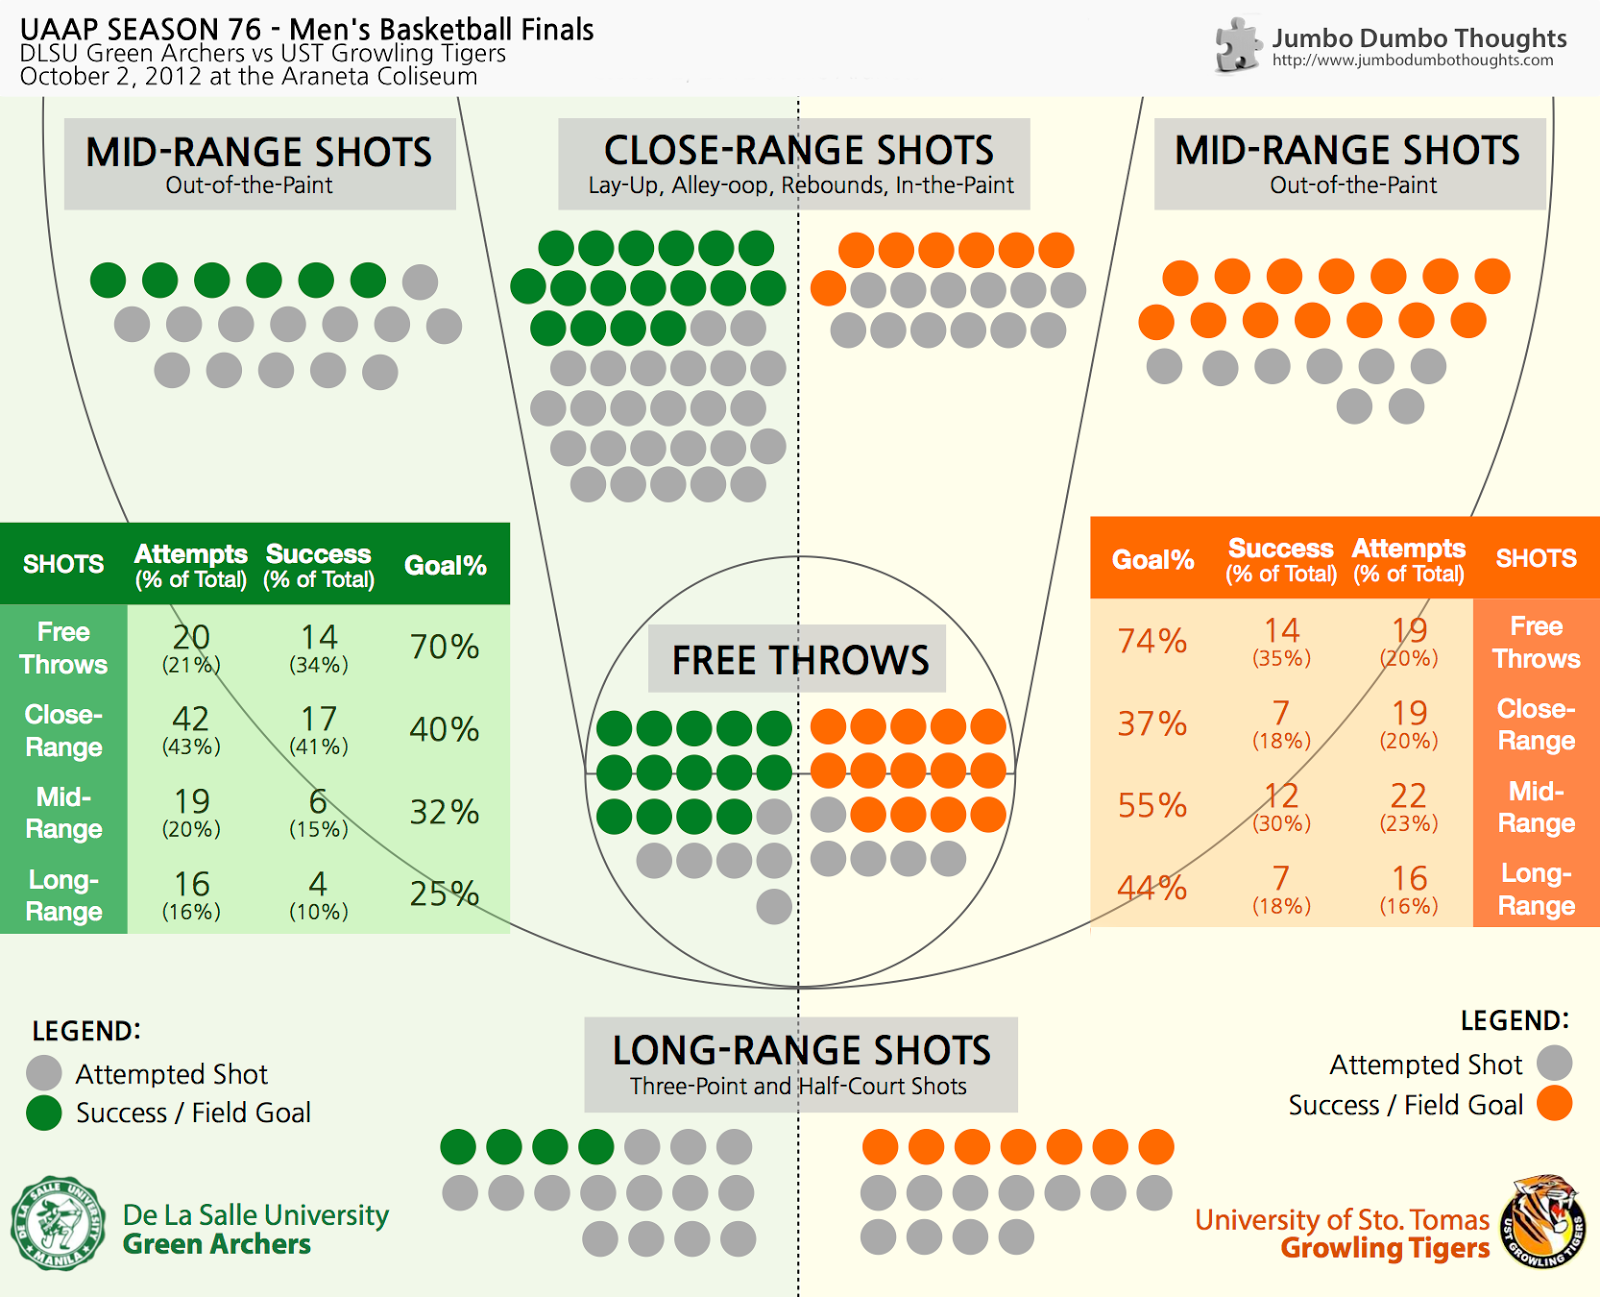 UAAP SEASON 76 - Men's Basketball Finals
DLSU Green Archers vs UST Growling Tigers
October 2, 2012 at the Araneta Coliseum
Jumbo Dumbo Thoughts
http://www.jumbodumbothoughts.com
MID-RANGE SHOTS
Out-of-the-Paint
CLOSE-RANGE SHOTS
Lay-Up, Alley-oop, Rebounds, In-the-Paint
MID-RANGE SHOTS
Out-of-the-Paint
SHOTS Attempts (% of Total) Success (% of Total) Goal%
Free Throws 20 (21%) 14 (34%) 70%
Close-Range 42 (43%) 17 (41%) 40%
Mid-Range 19 (20%) 6 (15%) 32%
Long-Range 16 (16%) 4 (10%) 25%
FREE THROWS
Goal% Success (% of Total) Attempts (% of Total) SHOTS
74% 14 (35%) 19 (20%) Free Throws
37% 7 (18%) 19 (20%) Close-Range
55% 12 (30%) 22 (23%) Mid-Range
44% 7 (18%) 16 (16%) Long-Range
LEGEND:
Attempted Shot
Success / Field Goal
LONG-RANGE SHOTS
Three-Point and Half-Court Shots
LEGEND:
Attempted Shot
Success / Field Goal
DE LA SALLE UNIVERSITY
MANILA
De La Salle University
Green Archers
University of Sto. Tomas
Growling Tigers
UST GROWLING TIGERS